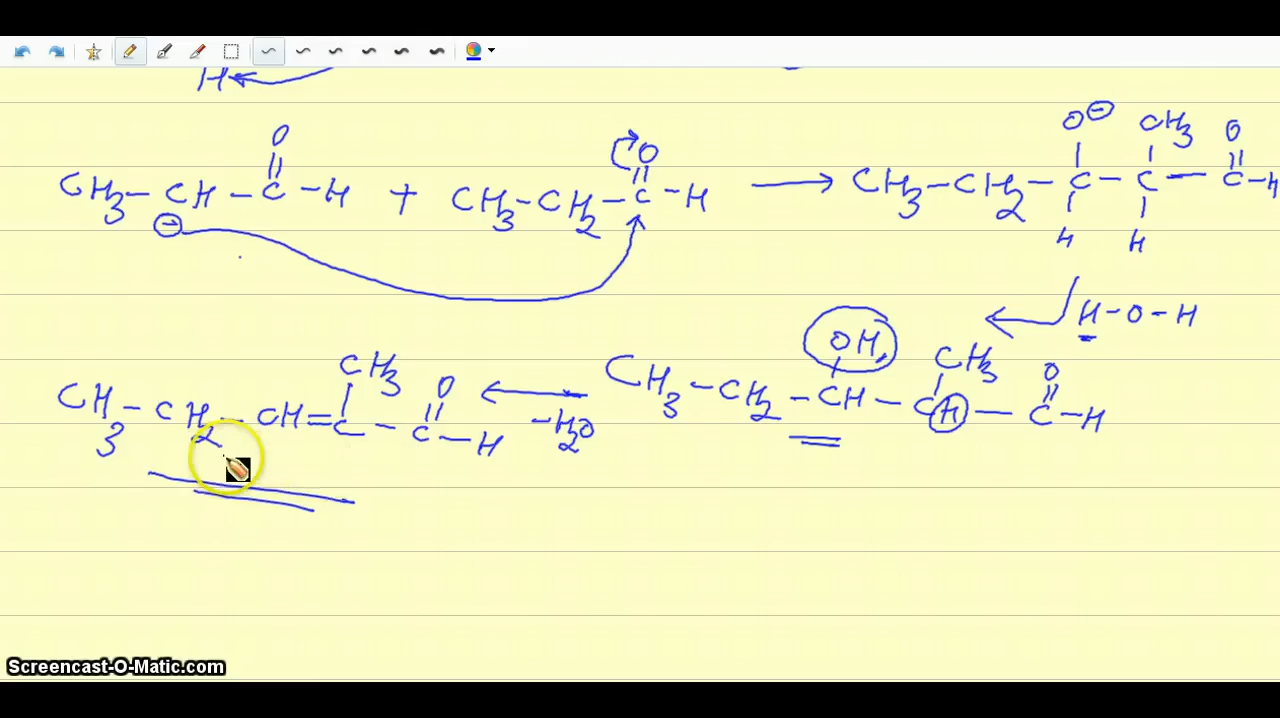 H
O O O ⊖ CH3 O
CH3 – CH – C – H + CH3 – CH2 – C – H ⟶ CH3 – CH2 – C – C – C – H
⊖ H H
H – O – H
OH, CH3 O
CH3 O
CH3 – CH2 – CH = C – C – H ⟵ -H2O CH3 – CH2 – CH – CH – C – H
Screencast-O-Matic.com